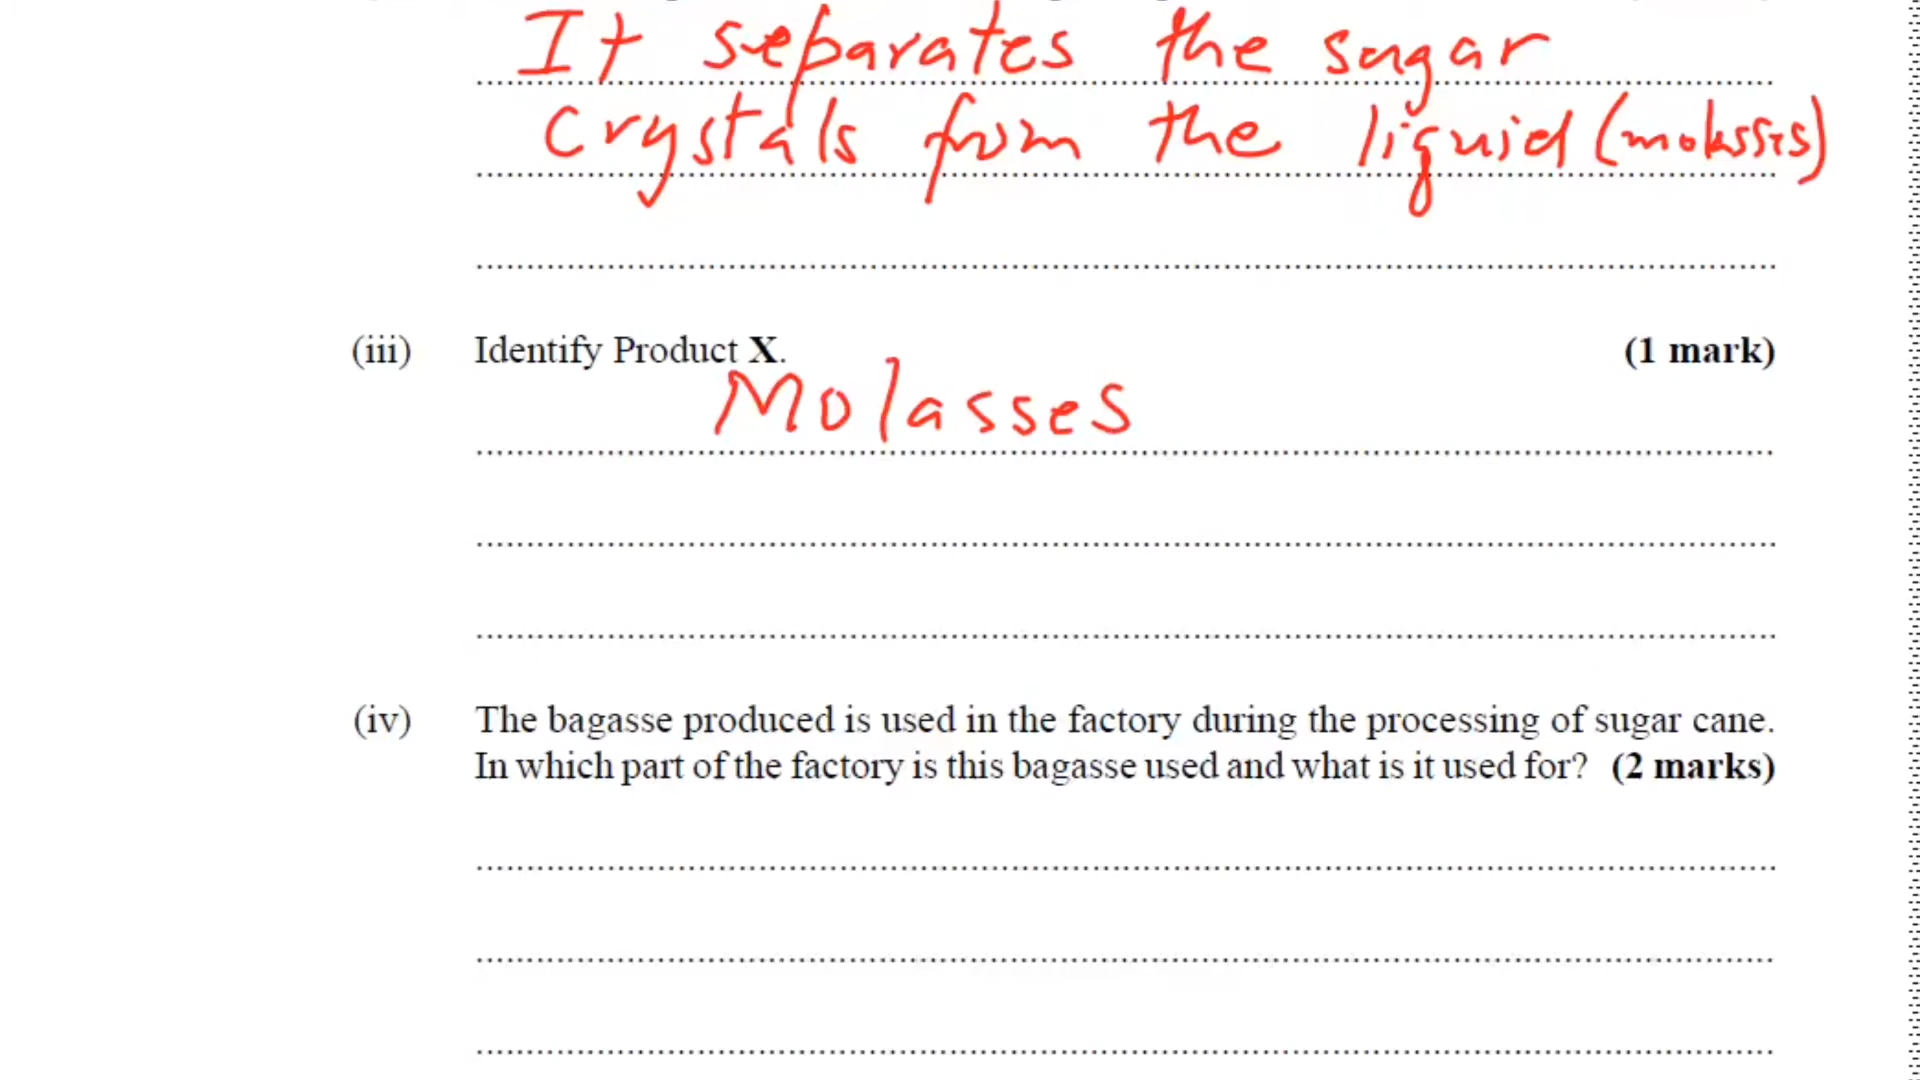 It separates the sugar
crystals from the liquid (molassis)
(iii) Identify Product X. (1 mark)
Molasses
(iv) The bagasse produced is used in the factory during the processing of sugar cane.
In which part of the factory is this bagasse used and what is it used for? (2 marks)